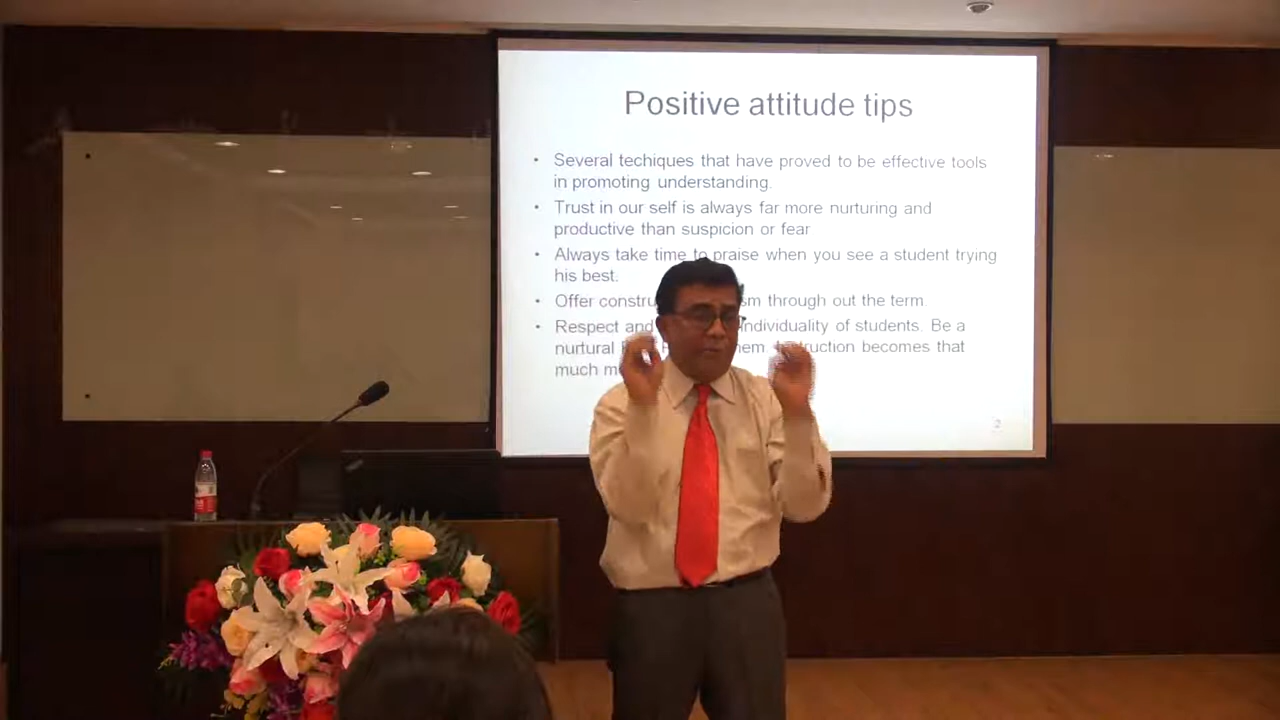 Positive attitude tips
• Several techiques that have proved to be effective tools
in promoting understanding.
• Trust in our self is always far more nurturing and
productive than suspicion or fear
• Always take time to praise when you see a student trying
his best.
• Offer constru sm through out the term.
• Respect and individuality of students. Be a
nurtural hem. truction becomes that
much m
2